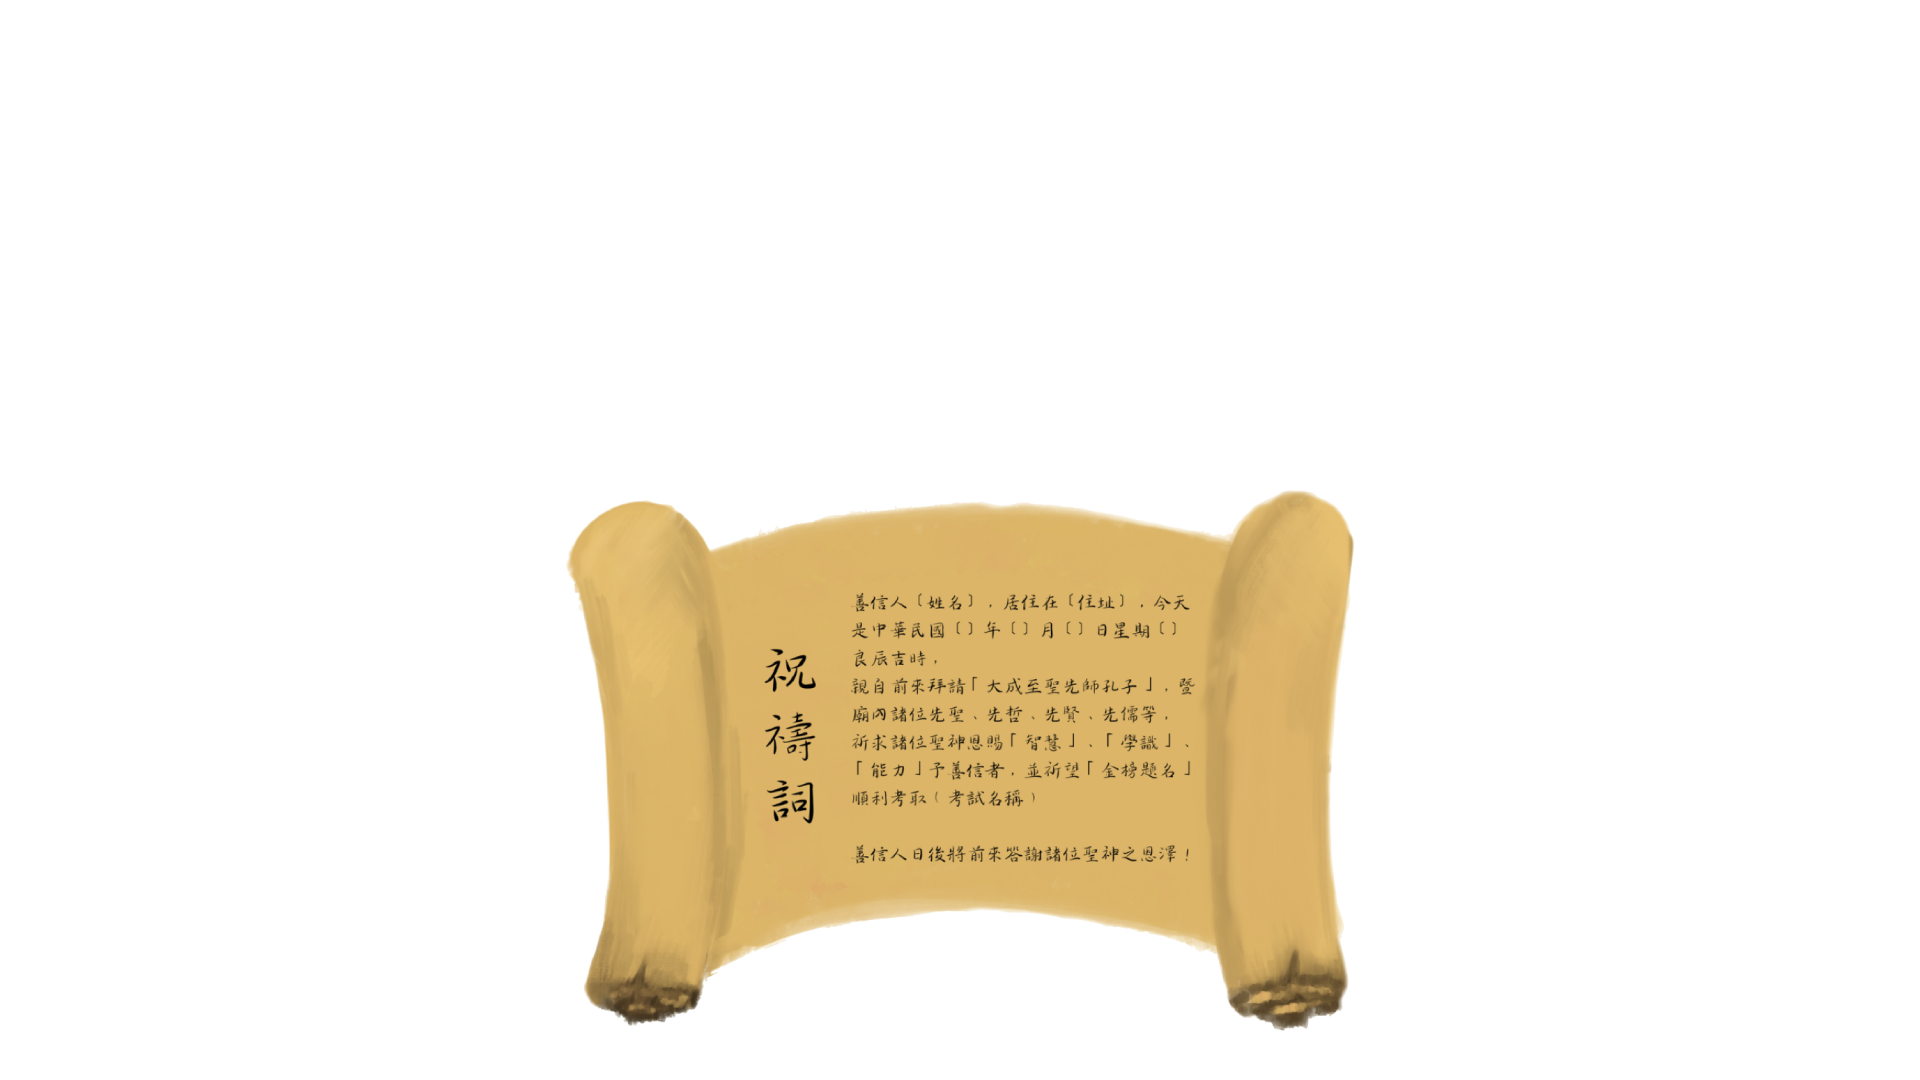 祝禱詞
善信人〔姓名〕，居住在〔住址〕，今天
是中華民國〔〕年〔〕月〔〕日星期〔〕
良辰吉時，
親自前來拜請「大成至聖先師孔子」，暨
廟內諸位先聖、先哲、先賢、先儒等，
祈求諸位聖神恩賜「智慧」、「學識」、
「能力」予善信者，並祈望「金榜題名」
順利考取（考試名稱）
善信人日後將前來答謝諸位聖神之恩澤！